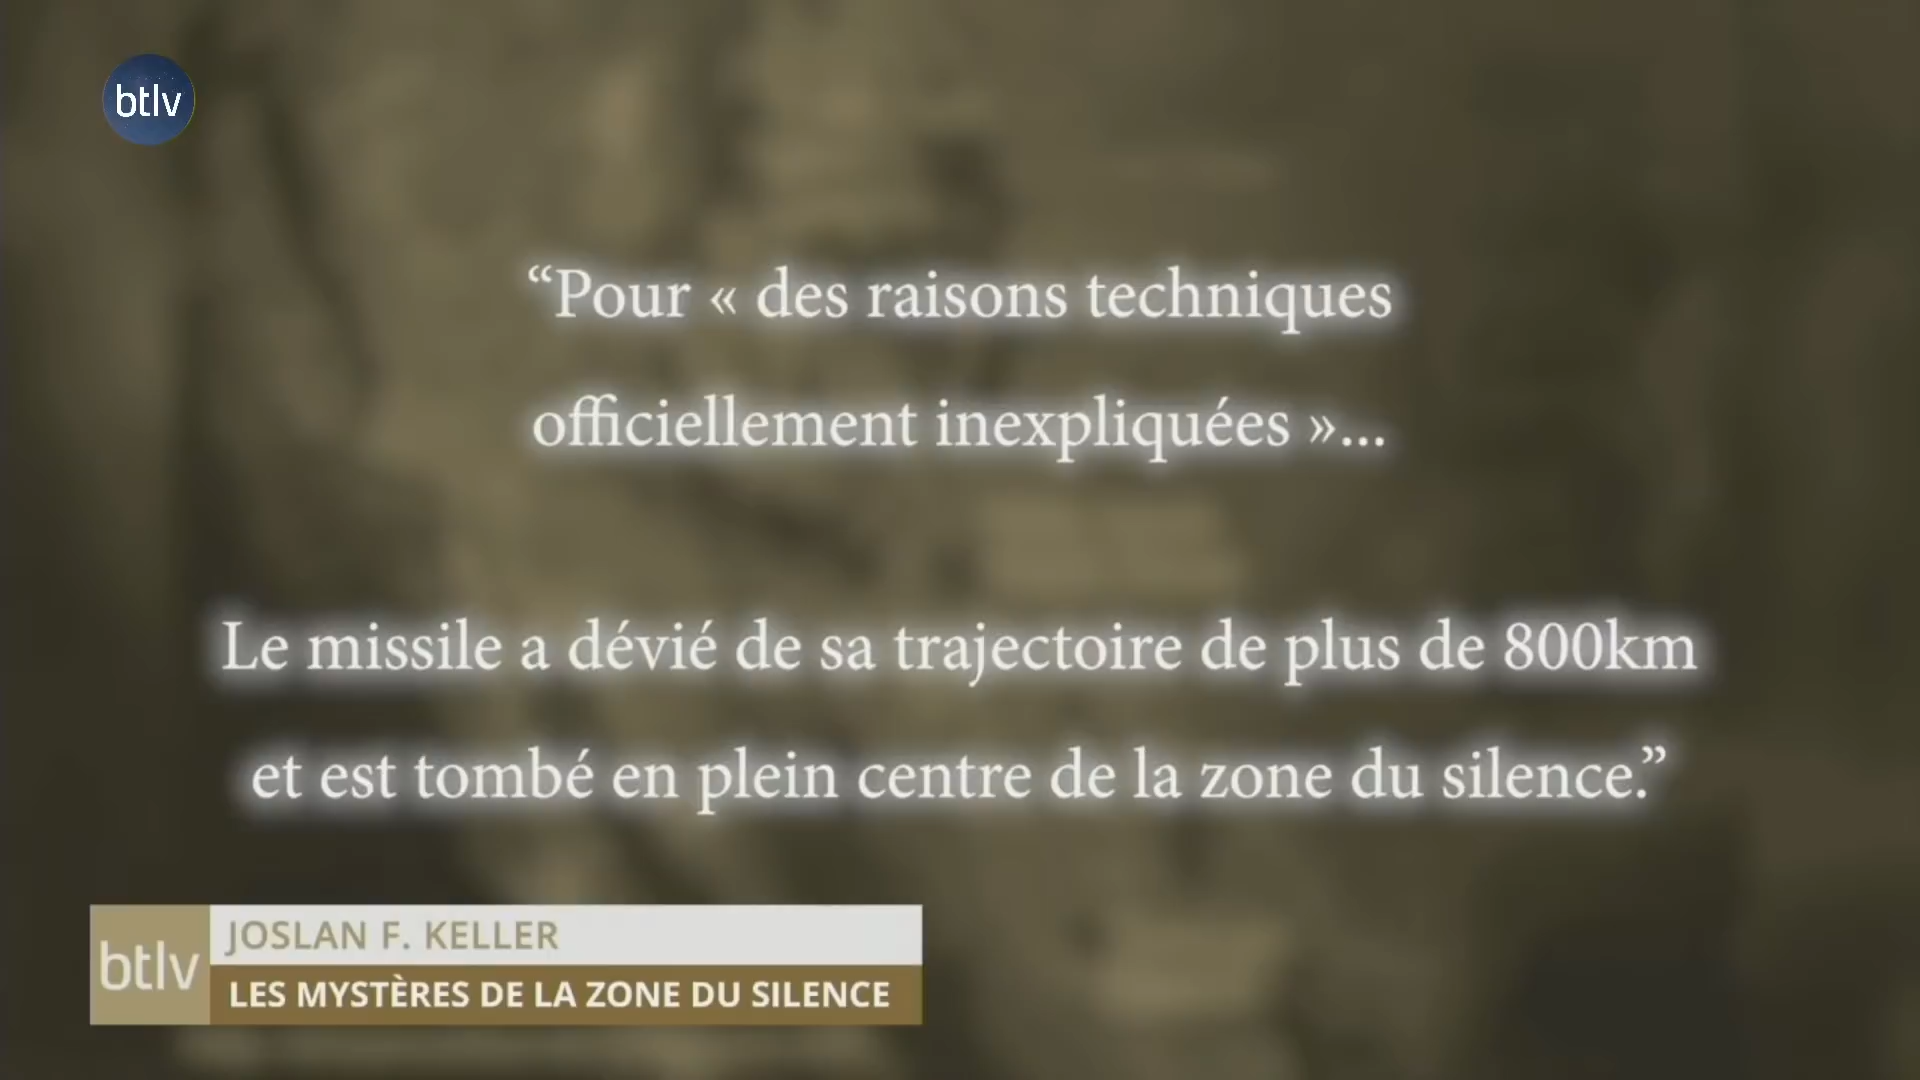 btlv
“Pour « des raisons techniques
officiellement inexpliquées »...
Le missile a dévié de sa trajectoire de plus de 800km
et est tombé en plein centre de la zone du silence.”
btlv
JOSLAN F. KELLER
LES MYSTÈRES DE LA ZONE DU SILENCE